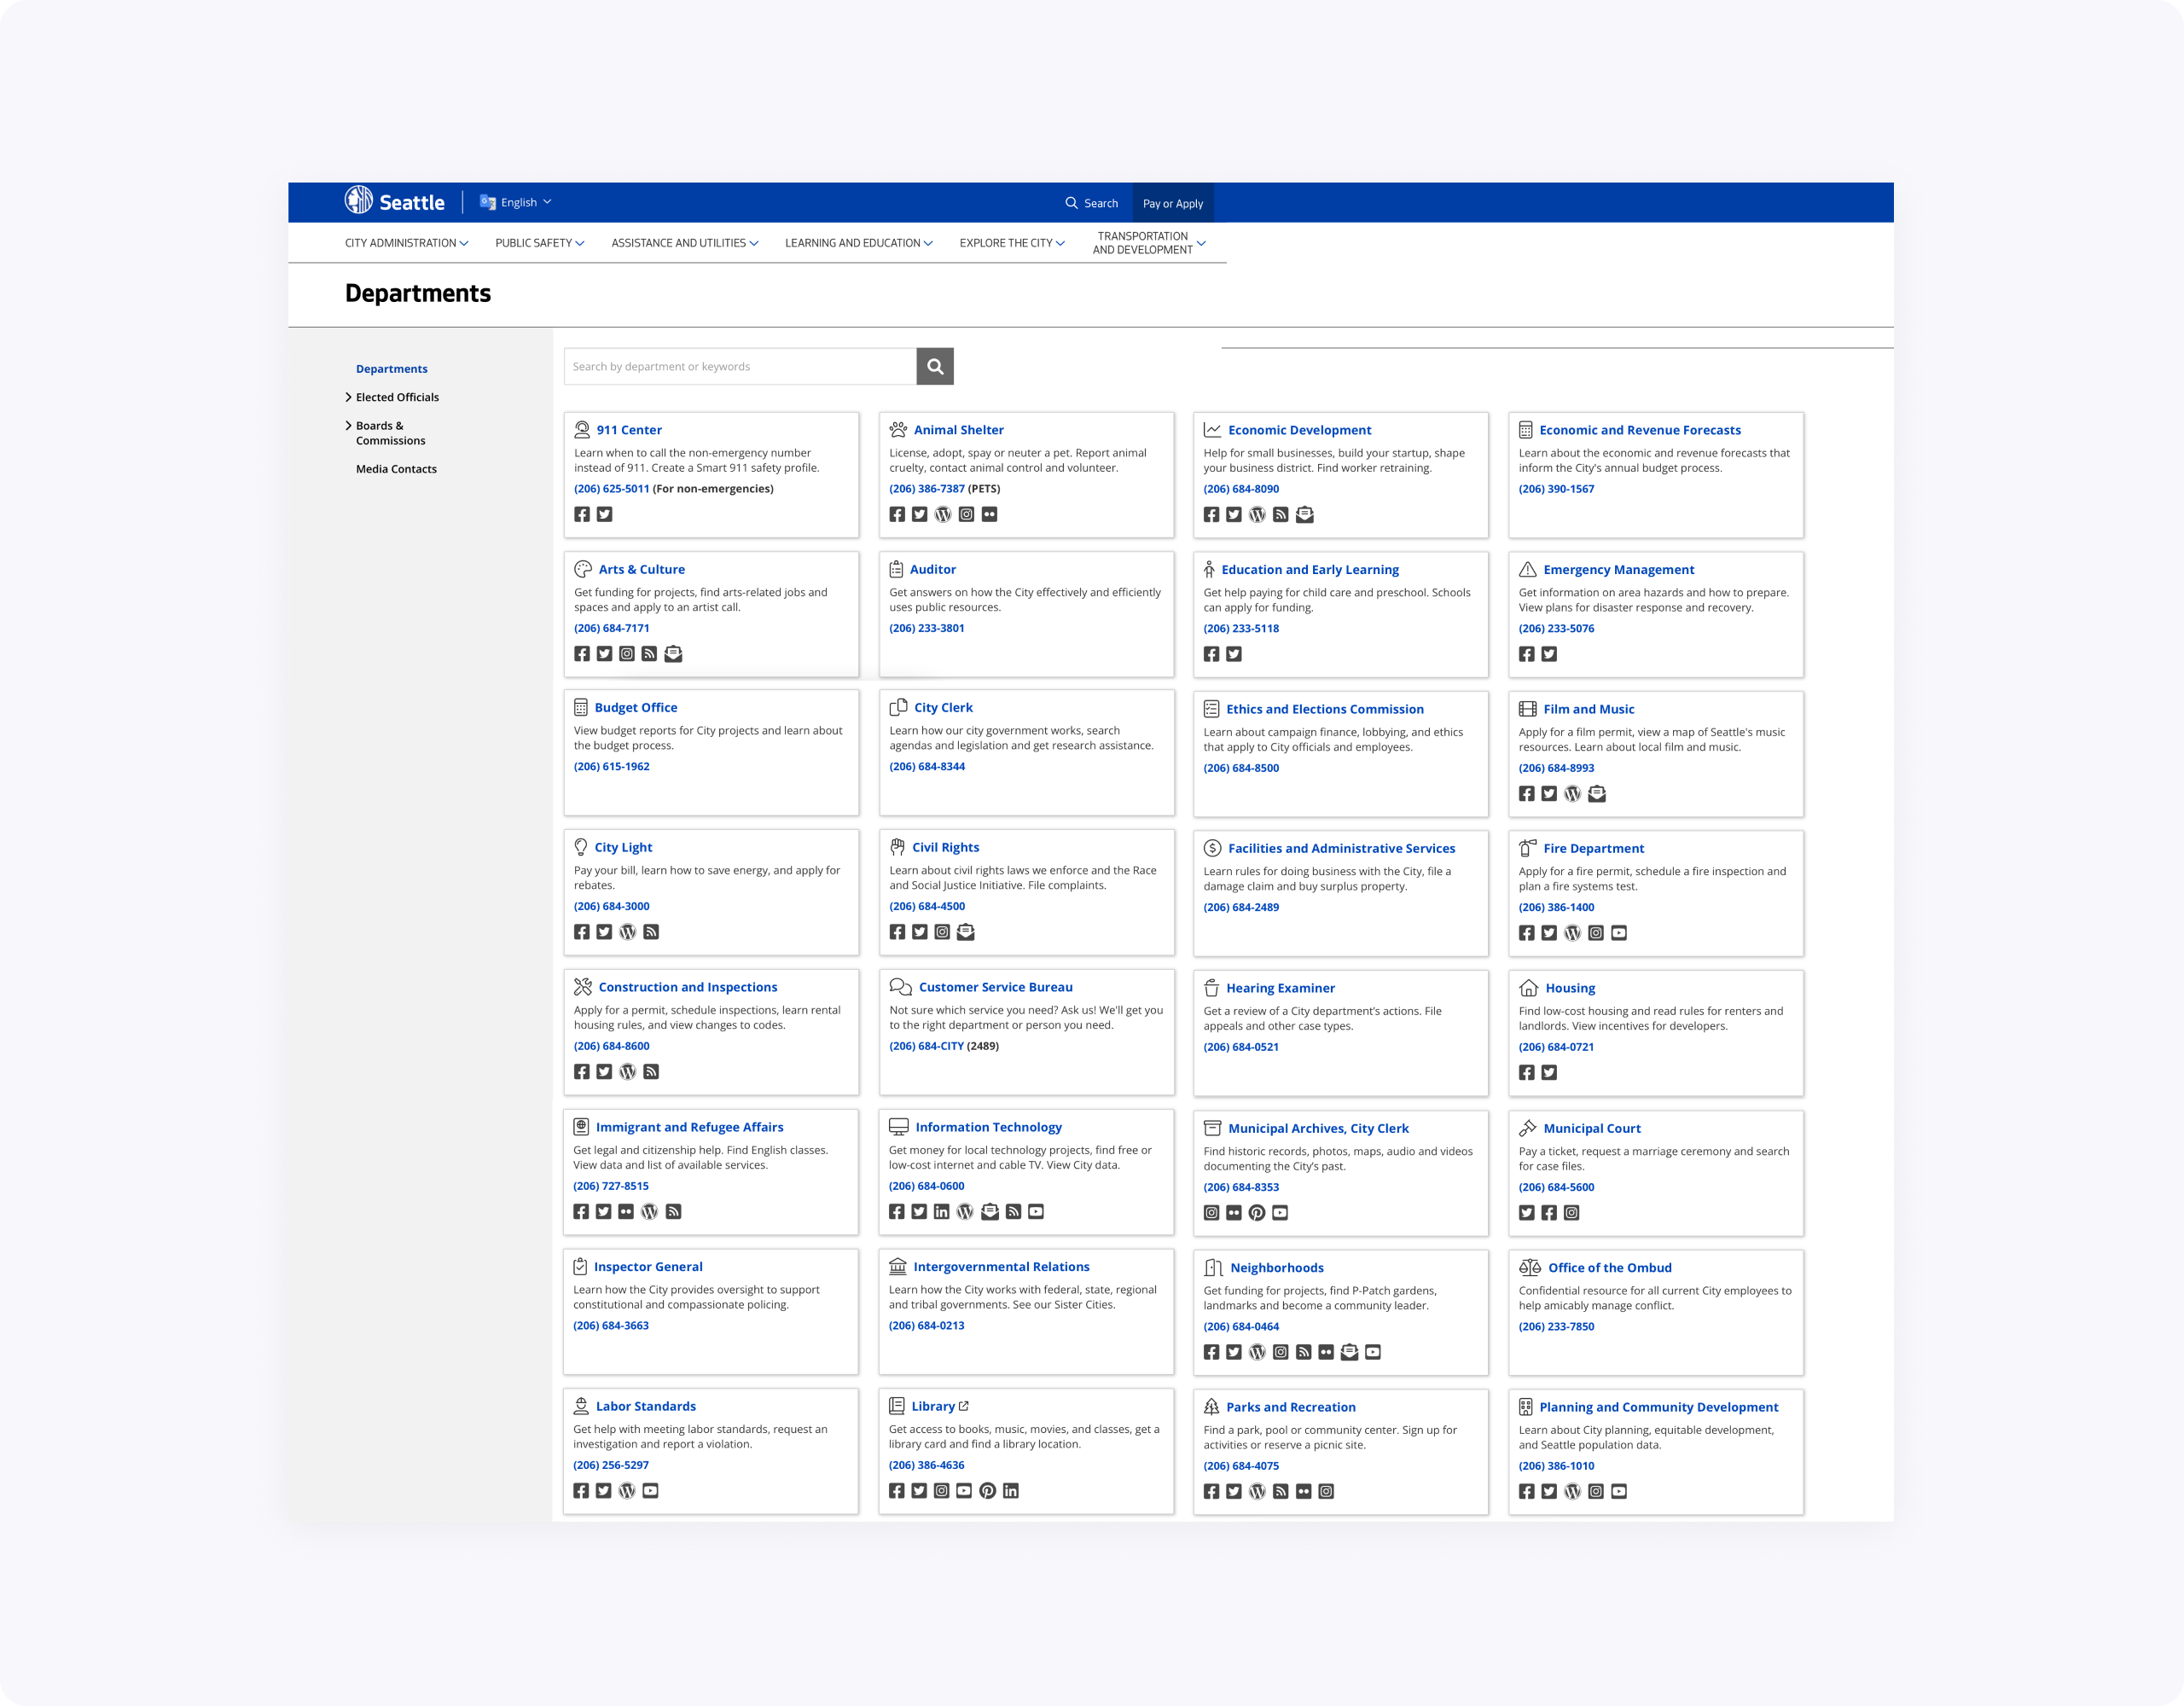 Seattle
English
Search
Pay or Apply
CITY ADMINISTRATION
PUBLIC SAFETY
ASSISTANCE AND UTILITIES
LEARNING AND EDUCATION
EXPLORE THE CITY
TRANSPORTATION
AND DEVELOPMENT
Departments
Departments
Elected Officials
Boards &
Commissions
Media Contacts
Search by department or keywords
911 Center
Learn when to call the non-emergency number
instead of 911. Create a Smart 911 safety profile.
(206) 625-5011 (For non-emergencies)
Animal Shelter
License, adopt, spay or neuter a pet. Report animal
cruelty, contact animal control and volunteer.
(206) 386-7387 (PETS)
Economic Development
Help for small businesses, build your startup, shape
your business district. Find worker retraining.
(206) 684-8090
Economic and Revenue Forecasts
Learn about the economic and revenue forecasts that
inform the City's annual budget process.
(206) 390-1567
Arts & Culture
Get funding for projects, find arts-related jobs and
spaces and apply to an artist call.
(206) 684-7171
Auditor
Get answers on how the City effectively and efficiently
uses public resources.
(206) 233-3801
Education and Early Learning
Get help paying for child care and preschool. Schools
can apply for funding.
(206) 233-5118
Emergency Management
Get information on area hazards and how to prepare.
View plans for disaster response and recovery.
(206) 233-5076
Budget Office
View budget reports for City projects and learn about
the budget process.
(206) 615-1962
City Clerk
Learn how our city government works, search
agendas and legislation and get research assistance.
(206) 684-8344
Ethics and Elections Commission
Learn about campaign finance, lobbying, and ethics
that apply to City officials and employees.
(206) 684-8500
Film and Music
Apply for a film permit, view a map of Seattle's music
resources. Learn about local film and music.
(206) 684-8993
City Light
Pay your bill, learn how to save energy, and apply for
rebates.
(206) 684-3000
Civil Rights
Learn about civil rights laws we enforce and the Race
and Social Justice Initiative. File complaints.
(206) 684-4500
Facilities and Administrative Services
Learn rules for doing business with the City, file a
damage claim and buy surplus property.
(206) 684-2489
Fire Department
Apply for a fire permit, schedule a fire inspection and
plan a fire systems test.
(206) 386-1400
Construction and Inspections
Apply for a permit, schedule inspections, learn rental
housing rules, and view changes to codes.
(206) 684-8600
Customer Service Bureau
Not sure which service you need? Ask us! We'll get you
to the right department or person you need.
(206) 684-CITY (2489)
Hearing Examiner
Get a review of a City department's actions. File
appeals and other case types.
(206) 684-0521
Housing
Find low-cost housing and read rules for renters and
landlords. View incentives for developers.
(206) 684-0721
Immigrant and Refugee Affairs
Get legal and citizenship help. Find English classes.
View data and list of available services.
(206) 727-8515
Information Technology
Get money for local technology projects, find free or
low-cost internet and cable TV. View City data.
(206) 684-0600
Municipal Archives, City Clerk
Find historic records, photos, maps, audio and videos
documenting the City's past.
(206) 684-8353
Municipal Court
Pay a ticket, request a marriage ceremony and search
for case files.
(206) 684-5600
Inspector General
Learn how the City provides oversight to support
constitutional and compassionate policing.
(206) 684-3663
Intergovernmental Relations
Learn how the City works with federal, state, regional
and tribal governments. See our Sister Cities.
(206) 684-0213
Neighborhoods
Get funding for projects, find P-Patch gardens,
landmarks and become a community leader.
(206) 684-0464
Office of the Ombud
Confidential resource for all current City employees to
help amicably manage conflict.
(206) 233-7850
Labor Standards
Get help with meeting labor standards, request an
investigation and report a violation.
(206) 256-5297
Library
Get access to books, music, movies, and classes, get a
library card and find a library location.
(206) 386-4636
Parks and Recreation
Find a park, pool or community center. Sign up for
activities or reserve a picnic site.
(206) 684-4075
Planning and Community Development
Learn about City planning, equitable development,
and Seattle population data.
(206) 386-1010